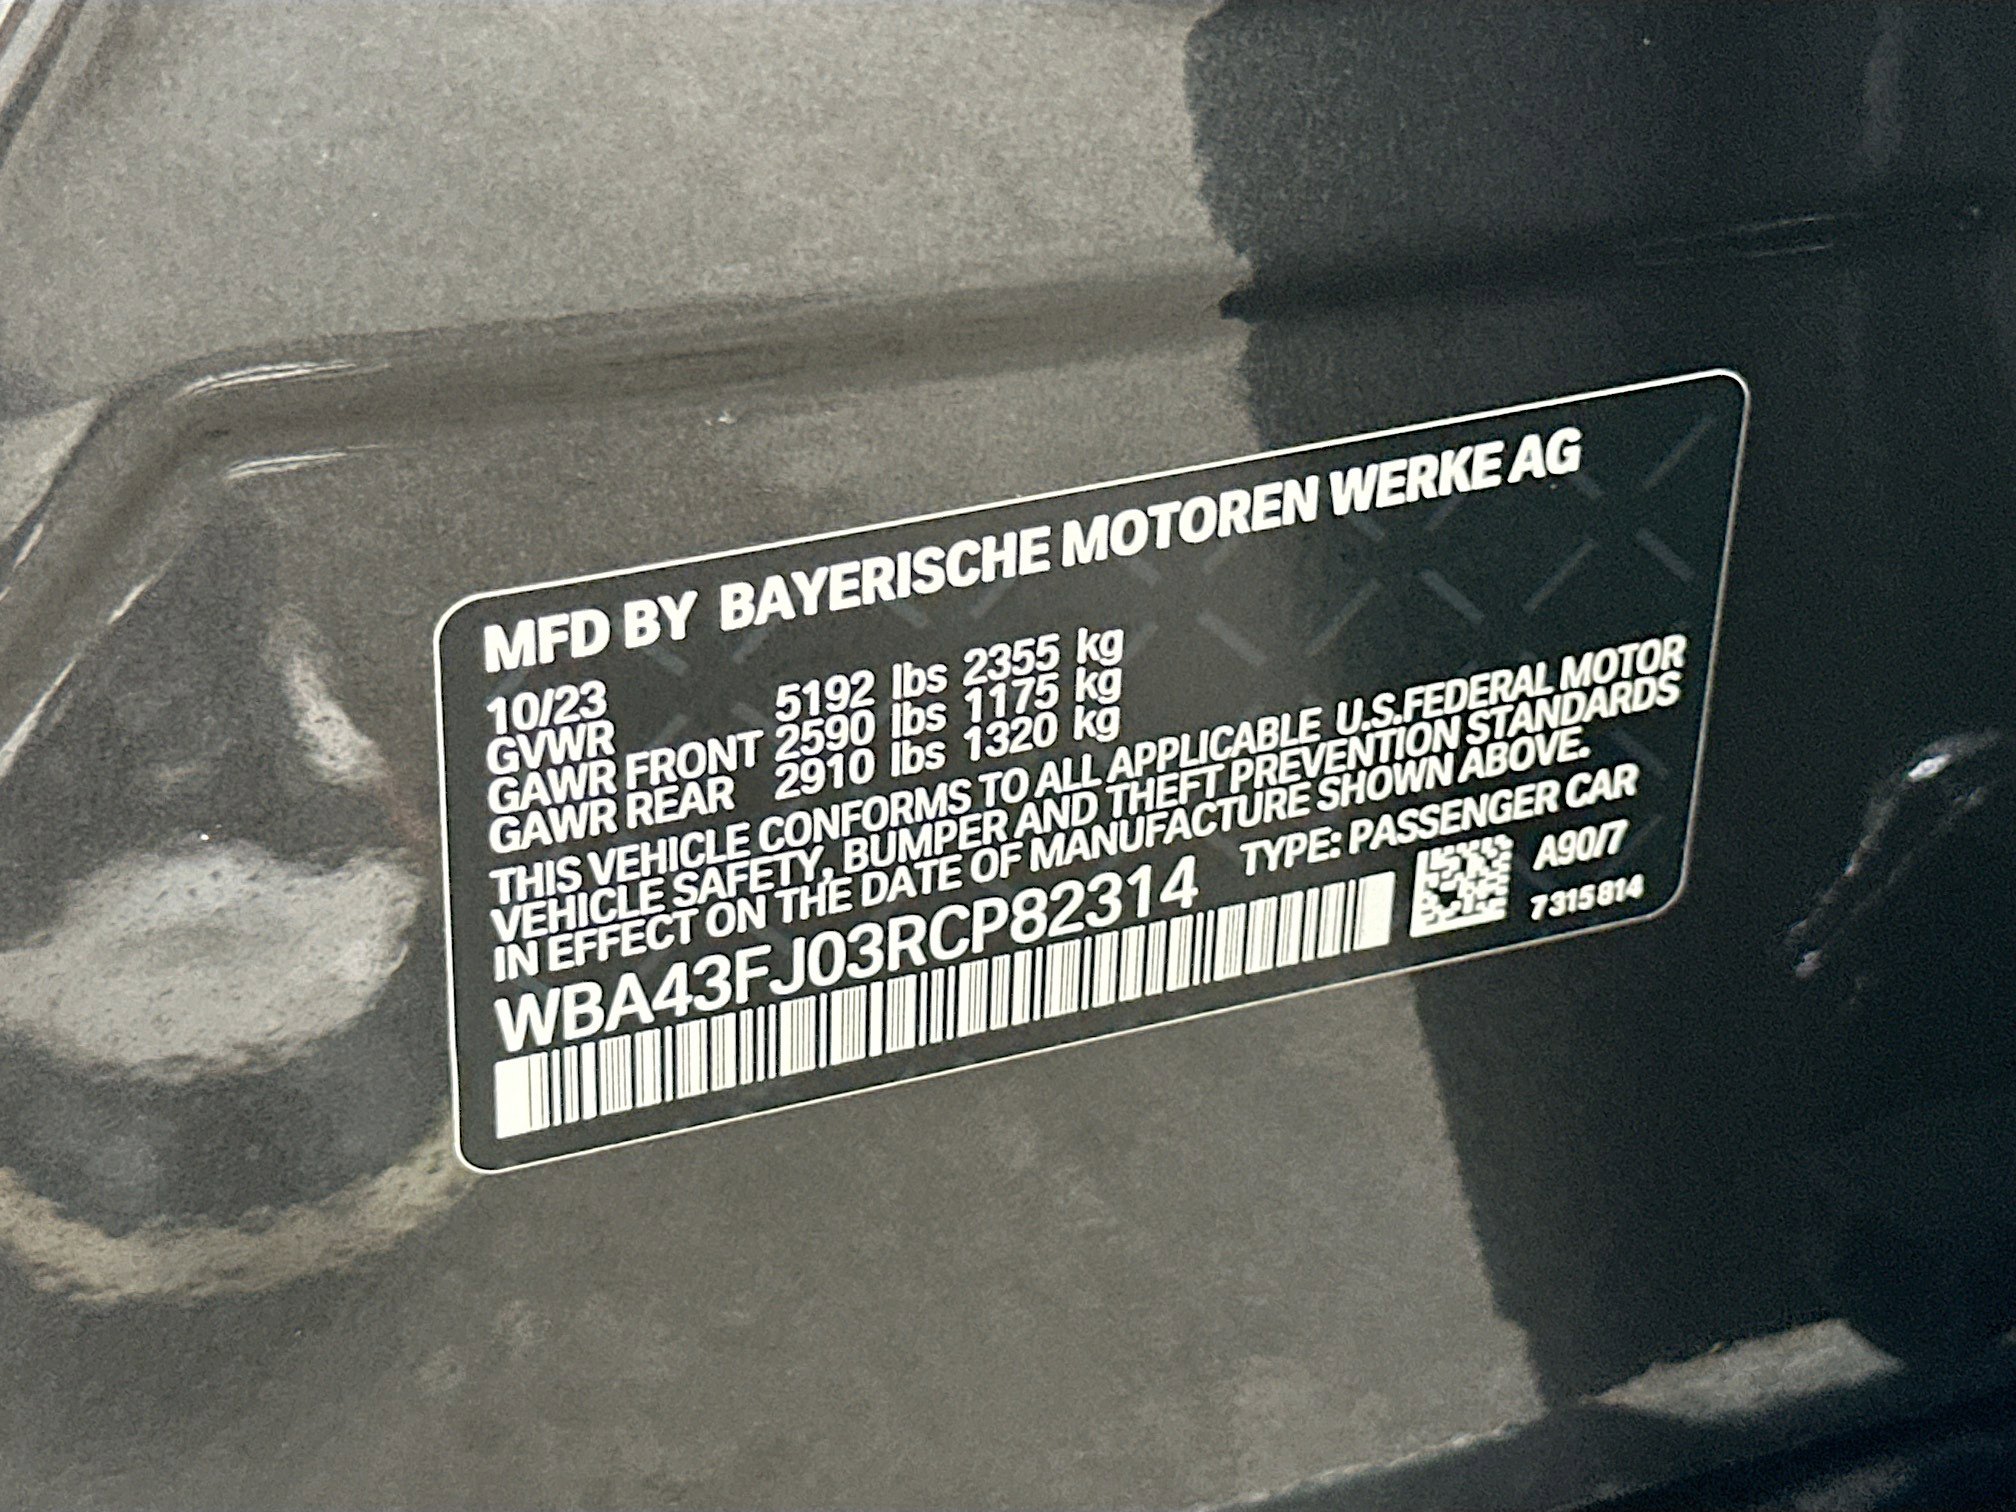 MFD BY BAYERISCHE MOTOREN WERKE AG
10/23
GVWR 5192 lbs 2355 kg
GAWR FRONT 2590 lbs 1175 kg
GAWR REAR 2910 lbs 1320 kg
THIS VEHICLE CONFORMS TO ALL APPLICABLE U.S.FEDERAL MOTOR
VEHICLE SAFETY, BUMPER AND THEFT PREVENTION STANDARDS
IN EFFECT ON THE DATE OF MANUFACTURE SHOWN ABOVE.
WBA43FJ03RCP82314 TYPE: PASSENGER CAR
A90/7
7315814